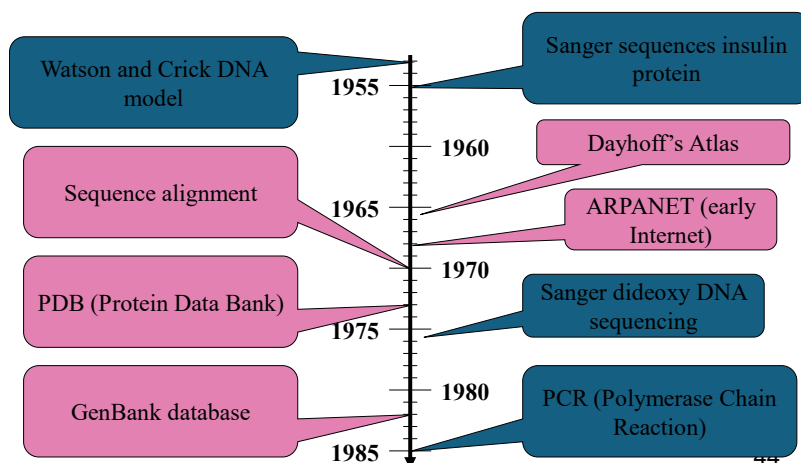 Watson and Crick DNA
model
Sanger sequences insulin
protein
1955
1960
Dayhoff's Atlas
Sequence alignment
1965
ARPANET (early
Internet)
1970
PDB (Protein Data Bank)
Sanger dideoxy DNA
sequencing
1975
1980
GenBank database
PCR (Polymerase Chain
Reaction)
1985
44